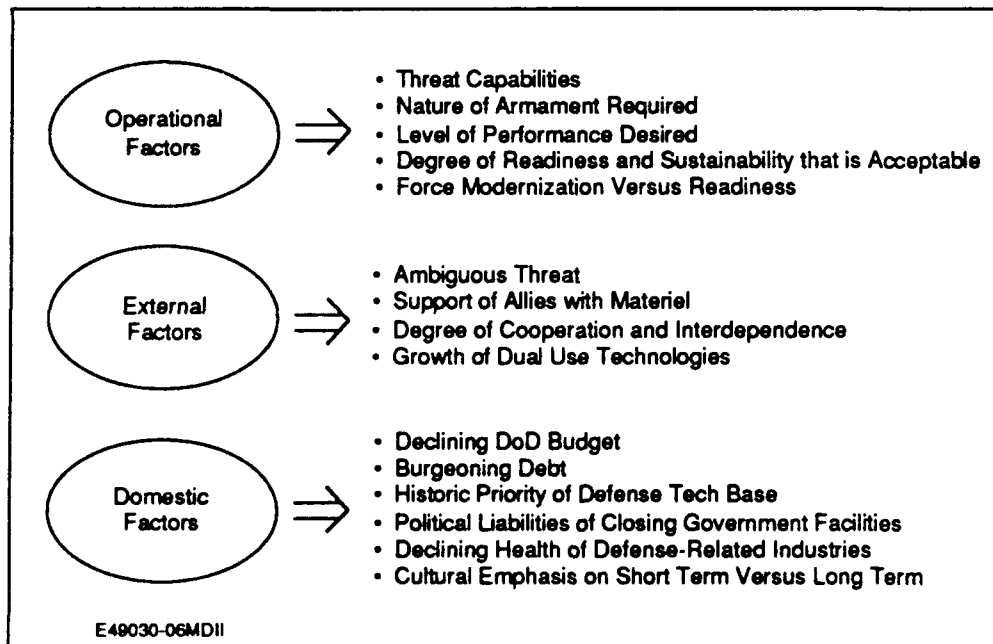 Operational
Factors
• Threat Capabilities
• Nature of Armament Required
• Level of Performance Desired
• Degree of Readiness and Sustainability that is Acceptable
• Force Modernization Versus Readiness
External
Factors
• Ambiguous Threat
• Support of Allies with Materiel
• Degree of Cooperation and Interdependence
• Growth of Dual Use Technologies
Domestic
Factors
• Declining DoD Budget
• Burgeoning Debt
• Historic Priority of Defense Tech Base
• Political Liabilities of Closing Government Facilities
• Declining Health of Defense-Related Industries
• Cultural Emphasis on Short Term Versus Long Term
E49030-06MDII